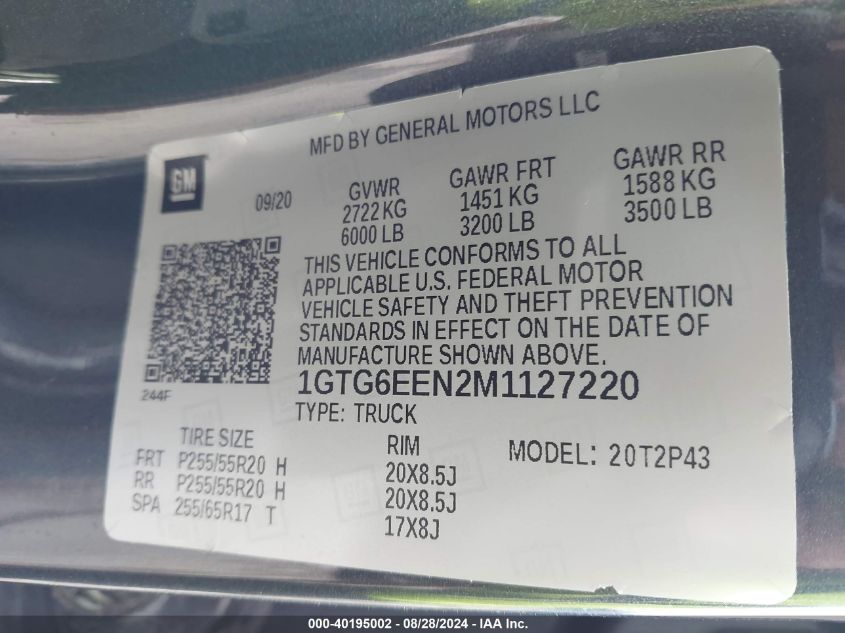 MFD BY GENERAL MOTORS LLC
GM
09/20
GVWR
2722 KG
6000 LB
GAWR FRT
1451 KG
3200 LB
GAWR RR
1588 KG
3500 LB
THIS VEHICLE CONFORMS TO ALL
APPLICABLE U.S. FEDERAL MOTOR
VEHICLE SAFETY AND THEFT PREVENTION
STANDARDS IN EFFECT ON THE DATE OF
MANUFACTURE SHOWN ABOVE.
1GTG6EEN2M1127220
244F
TYPE: TRUCK
TIRE SIZE
RIM
MODEL: 20T2P43
FRT P255/55R20 H 20X8.5J
RR P255/55R20 H 20X8.5J
SPA 255/65R17 T 17X8J
000-40195002 - 08/28/2024 - IAA Inc.